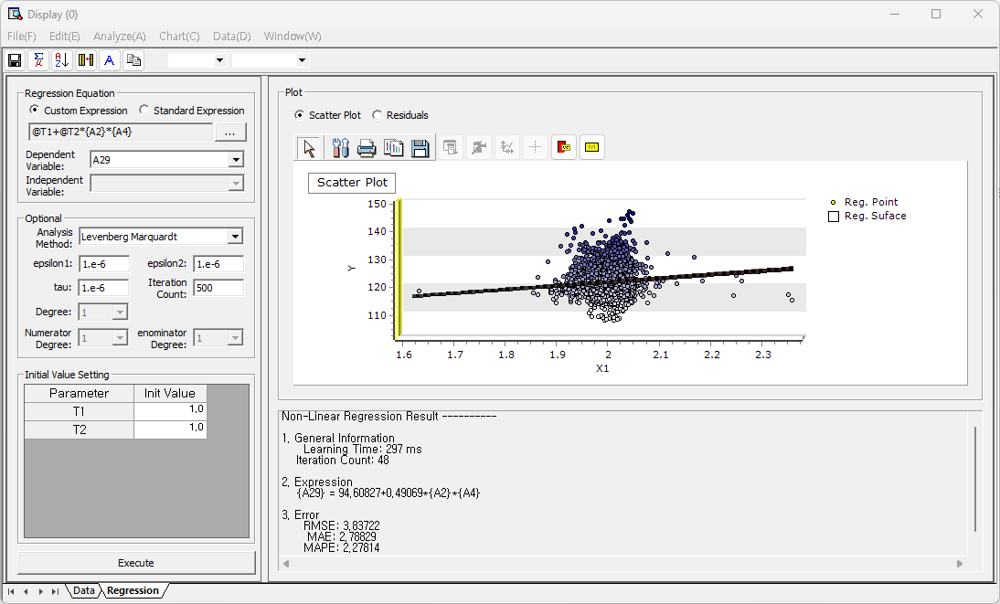 Display (0)
File(F) Edit(E) Analyze(A) Chart(C) Data(D) Window(W)
Regression Equation
Custom Expression Standard Expression
@T1+@T2*{A2}*{A4} ...
Dependent Variable: A29
Independent Variable:
Optional
Analysis Method: Levenberg Marquardt
epsilon1: 1.e-6 epsilon2: 1.e-6
tau: 1.e-6 Iteration Count: 500
Degree: 1
Numerator Degree: 1 enominator Degree: 1
Initial Value Setting
Parameter Init Value
T1 1.0
T2 1.0
Execute
Data Regression
Plot
Scatter Plot Residuals
Scatter Plot
150
140
130
120
110
Y
1.6 1.7 1.8 1.9 2 2.1 2.2 2.3
X1
Reg. Point
Reg. Suface
Non-Linear Regression Result ----------
1. General Information
Learning Time: 297 ms
Iteration Count: 48
2. Expression
{A29} = 94.60827+0.49069*{A2}*{A4}
3. Error
RMSE: 3.83722
MAE: 2.78829
MAPE: 2.27814